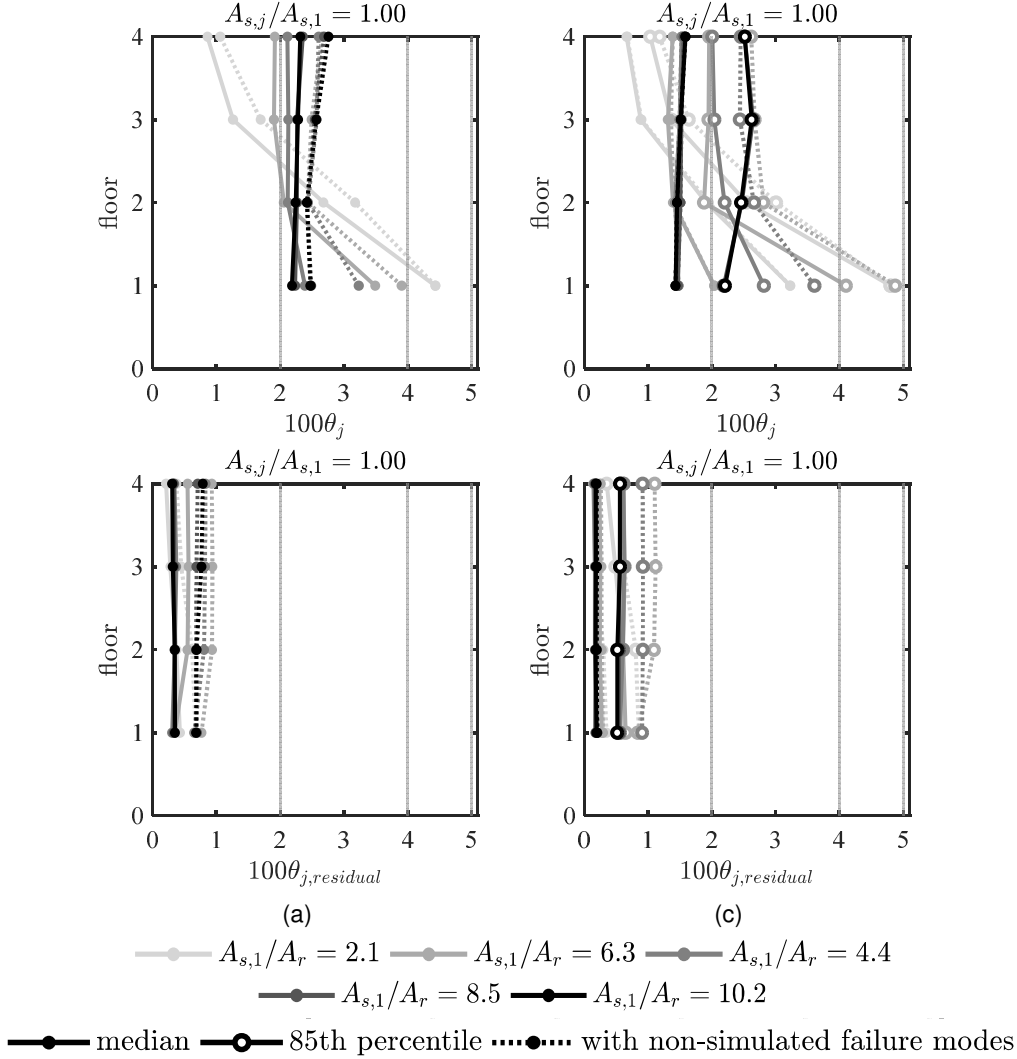 A_{s,j}/A_{s,1} = 1.00
A_{s,j}/A_{s,1} = 1.00
4
3
2
1
0
floor
0 1 2 3 4 5
100θ_j
4
3
2
1
0
floor
0 1 2 3 4 5
100θ_j
A_{s,j}/A_{s,1} = 1.00
A_{s,j}/A_{s,1} = 1.00
4
3
2
1
0
floor
0 1 2 3 4 5
100θ_{j,residual}
4
3
2
1
0
floor
0 1 2 3 4 5
100θ_{j,residual}
(a)
(c)
A_{s,1}/A_r = 2.1 A_{s,1}/A_r = 6.3 A_{s,1}/A_r = 4.4
A_{s,1}/A_r = 8.5 A_{s,1}/A_r = 10.2
median 85th percentile with non-simulated failure modes